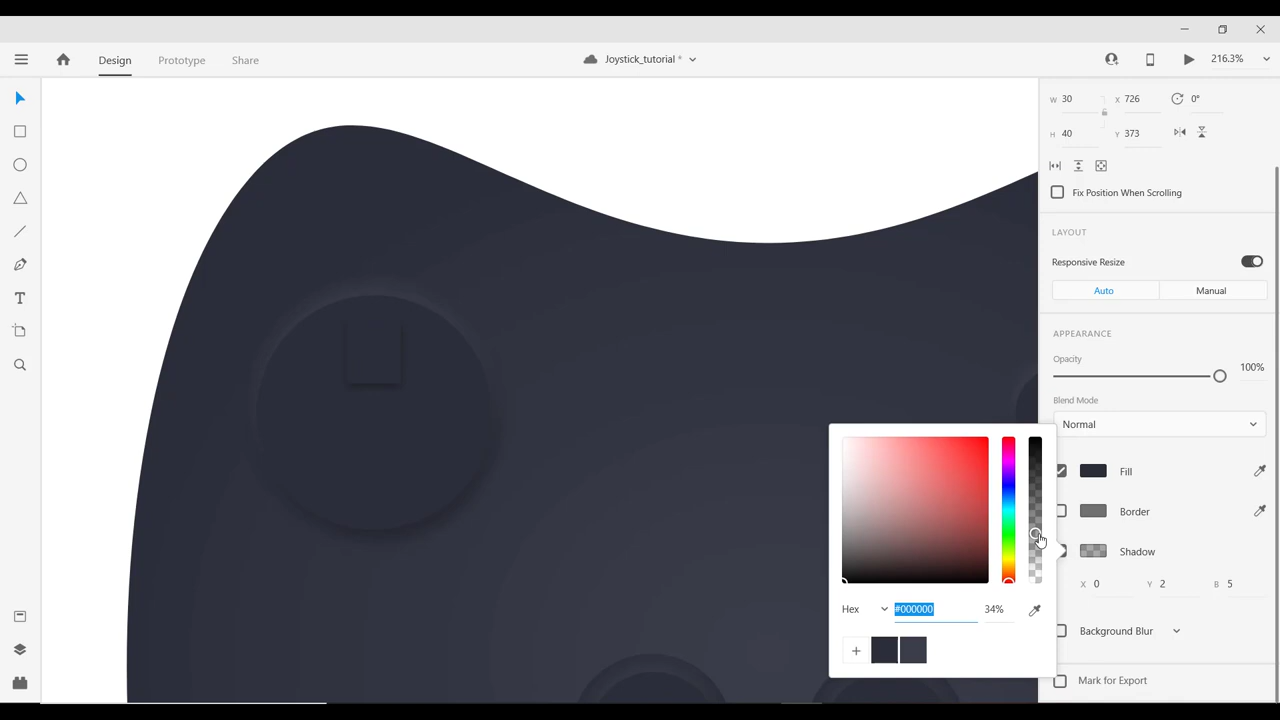 Design
Prototype
Share
Joystick_tutorial *
216.3%
W 30
X 726
0°
H 40
Y 373
Fix Position When Scrolling
LAYOUT
Responsive Resize
Auto
Manual
APPEARANCE
Opacity
100%
Blend Mode
Normal
Fill
Border
Shadow
X 0
Y 2
B 5
Hex
#000000
34%
+
Background Blur
Mark for Export
T